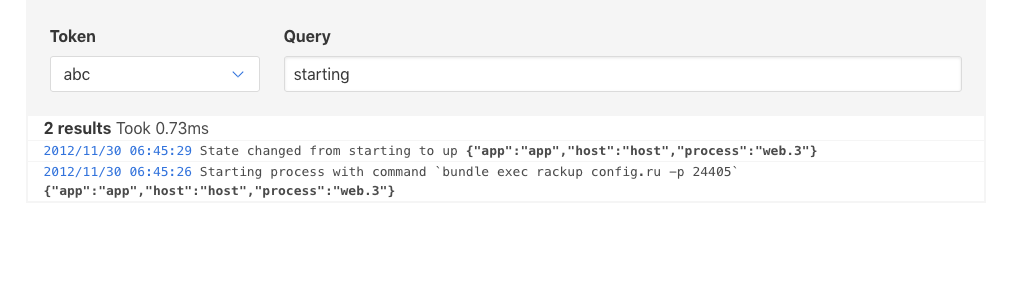 Token Query
abc starting
2 results Took 0.73ms
2012/11/30 06:45:29 State changed from starting to up {"app":"app","host":"host","process":"web.3"}
2012/11/30 06:45:26 Starting process with command `bundle exec rackup config.ru -p 24405`
{"app":"app","host":"host","process":"web.3"}